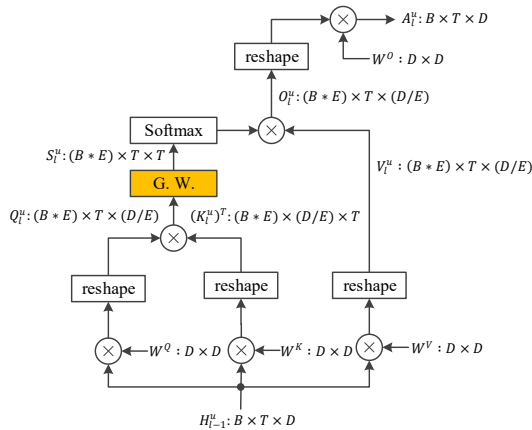 × A_l^u: B × T × D
reshape
W^O : D × D
O_l^u: (B * E) × T × (D/E)
Softmax ×
S_l^u: (B * E) × T × T
V_l^u : (B * E) × T × (D/E)
G. W.
Q_l^u: (B * E) × T × (D/E) (K_l^u)^T: (B * E) × (D/E) × T
×
reshape reshape reshape
× W^Q : D × D × W^K : D × D × W^V : D × D
H_{l-1}^u: B × T × D